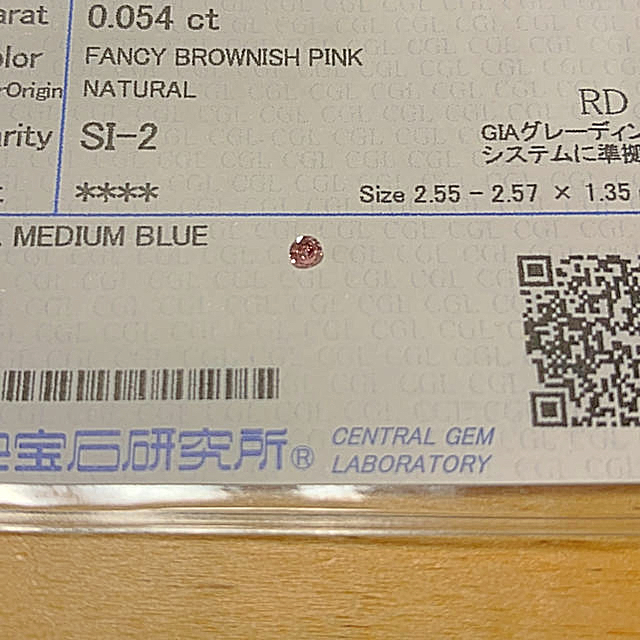 arat 0.054 ct
olor FANCY BROWNISH PINK
rOrigin NATURAL
RD
arity SI-2
GIAグレーディン
システムに準拠
t ****
Size 2.55 - 2.57 × 1.35
MEDIUM BLUE
宝石研究所®
CENTRAL GEM
LABORATORY